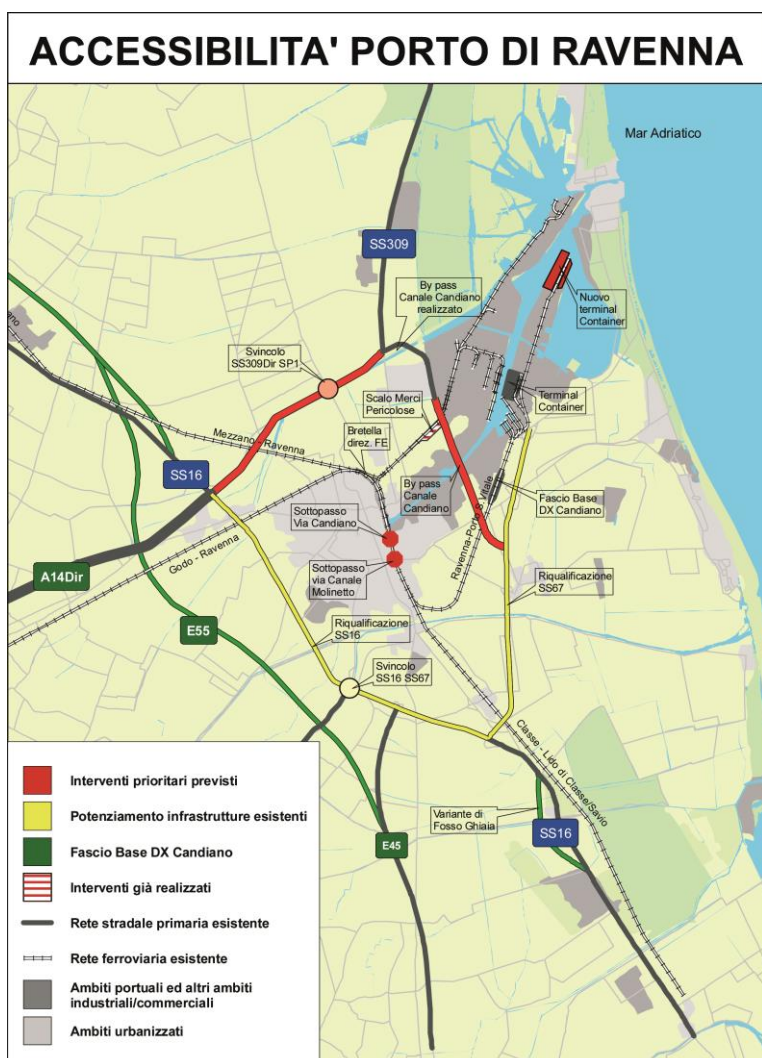 ACCESSIBILITA' PORTO DI RAVENNA
Mar Adriatico
SS309
By pass
Canale Candiano
realizzato
Nuovo
terminal
Container
Svincolo
SS309Dir SP1
Scalo Merci
Pericolose
Terminal
Container
Mezzano - Ravenna
Bretella
direz. FE
SS16
By pass
Canale
Candiano
Fascio Base
DX Candiano
Sottopasso
Via Candiano
Ravenna-Porto S.Vitale
Godo - Ravenna
Sottopasso
via Canale
Molinetto
A14Dir
Riqualificazione
SS67
E55
Riqualificazione
SS16
Svincolo
SS16 SS67
Classe - Lido di Classe/Savio
Variante di
Fosso Ghiaia
SS16
E45
Interventi prioritari previsti
Potenziamento infrastrutture esistenti
Fascio Base DX Candiano
Interventi già realizzati
Rete stradale primaria esistente
Rete ferroviaria esistente
Ambiti portuali ed altri ambiti
industriali/commerciali
Ambiti urbanizzati